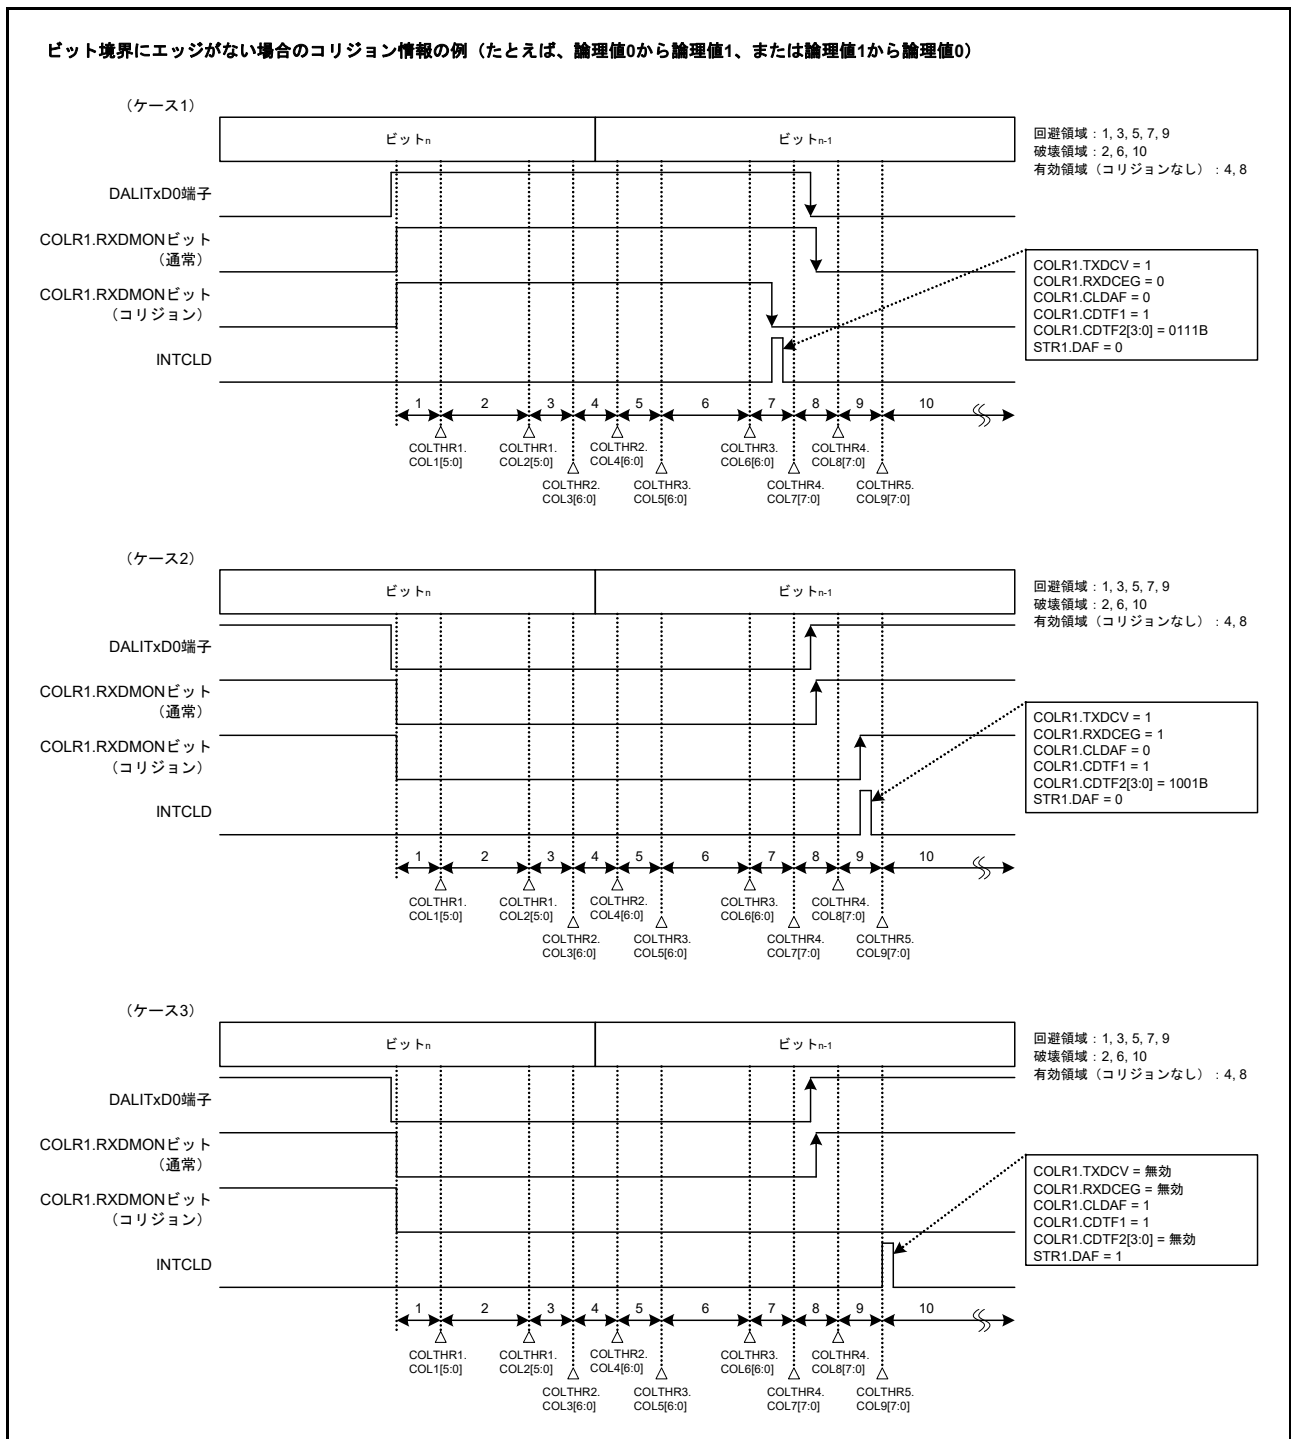 ビット境界にエッジがない場合のコリジョン情報の例（たとえば、論理値0から論理値1、または論理値1から論理値0）
（ケース1）
ビットn
ビットn-1
回避領域：1, 3, 5, 7, 9
破壊領域：2, 6, 10
有効領域（コリジョンなし）：4, 8
DALITxD0端子
COLR1.RXDMONビット
（通常）
COLR1.RXDMONビット
（コリジョン）
INTCLD
COLR1.TXDCV = 1
COLR1.RXDCEG = 0
COLR1.CLDAF = 0
COLR1.CDTF1 = 1
COLR1.CDTF2[3:0] = 0111B
STR1.DAF = 0
1 2 3 4 5 6 7 8 9 10
COLTHR1.
COL1[5:0]
COLTHR1.
COL2[5:0]
COLTHR2.
COL3[6:0]
COLTHR2.
COL4[6:0]
COLTHR3.
COL5[6:0]
COLTHR3.
COL6[6:0]
COLTHR4.
COL7[7:0]
COLTHR4.
COL8[7:0]
COLTHR5.
COL9[7:0]
（ケース2）
ビットn
ビットn-1
回避領域：1, 3, 5, 7, 9
破壊領域：2, 6, 10
有効領域（コリジョンなし）：4, 8
DALITxD0端子
COLR1.RXDMONビット
（通常）
COLR1.RXDMONビット
（コリジョン）
INTCLD
COLR1.TXDCV = 1
COLR1.RXDCEG = 1
COLR1.CLDAF = 0
COLR1.CDTF1 = 1
COLR1.CDTF2[3:0] = 1001B
STR1.DAF = 0
1 2 3 4 5 6 7 8 9 10
COLTHR1.
COL1[5:0]
COLTHR1.
COL2[5:0]
COLTHR2.
COL3[6:0]
COLTHR2.
COL4[6:0]
COLTHR3.
COL5[6:0]
COLTHR3.
COL6[6:0]
COLTHR4.
COL7[7:0]
COLTHR4.
COL8[7:0]
COLTHR5.
COL9[7:0]
（ケース3）
ビットn
ビットn-1
回避領域：1, 3, 5, 7, 9
破壊領域：2, 6, 10
有効領域（コリジョンなし）：4, 8
DALITxD0端子
COLR1.RXDMONビット
（通常）
COLR1.RXDMONビット
（コリジョン）
INTCLD
COLR1.TXDCV = 無効
COLR1.RXDCEG = 無効
COLR1.CLDAF = 1
COLR1.CDTF1 = 1
COLR1.CDTF2[3:0] = 無効
STR1.DAF = 1
1 2 3 4 5 6 7 8 9 10
COLTHR1.
COL1[5:0]
COLTHR1.
COL2[5:0]
COLTHR2.
COL3[6:0]
COLTHR2.
COL4[6:0]
COLTHR3.
COL5[6:0]
COLTHR3.
COL6[6:0]
COLTHR4.
COL7[7:0]
COLTHR4.
COL8[7:0]
COLTHR5.
COL9[7:0]